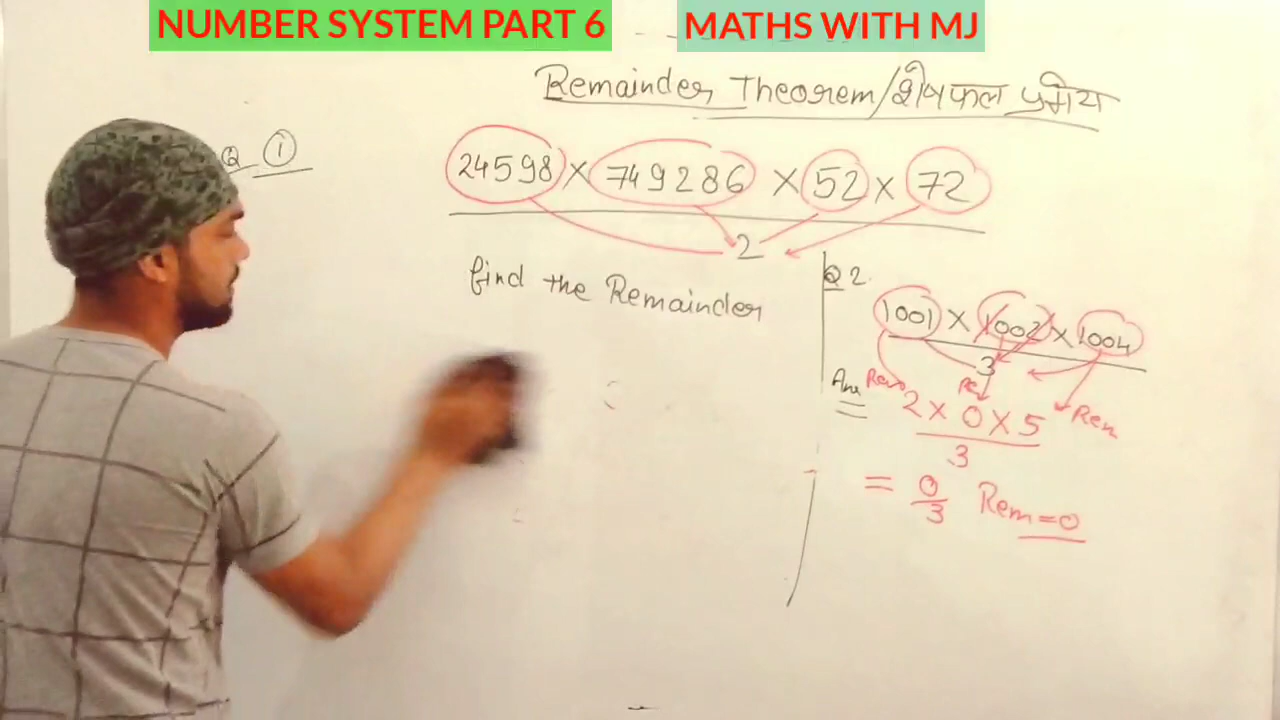 NUMBER SYSTEM PART 6
MATHS WITH MJ
Remainder Theorem/शेषफल प्रमेय
Q ①
24598 × 749286 × 52 × 72
2
find the Remainder
Q 2
1001 × 1002 × 1004
3
Ans Rem Re Rem
2 × 0 × 5
3
= 0
3 Rem=0